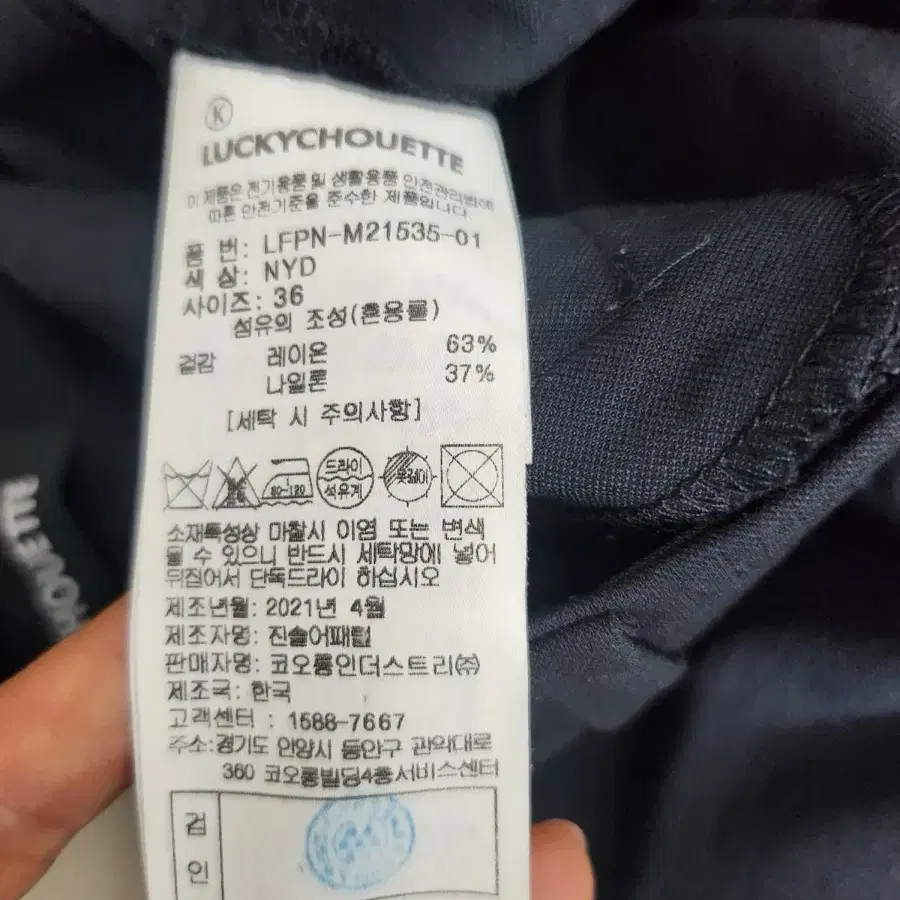 K
LUCKYCHOUETTE
이 제품은 전기용품 및 생활용품 안전관리법에
따른 안전기준을 준수한 제품입니다.
품 번: LFPN-M21535-01
색 상: NYD
사이즈: 36
섬유의 조성(혼용률)
겉감 레이온 63%
나일론 37%
[세탁 시 주의사항]
80~120
드라이
석유계
옷걸이
소재특성상 마찰시 이염 또는 변색
될 수 있으니 반드시 세탁망에 넣어
뒤집어서 단독드라이 하십시오
제조년월: 2021년 4월
제조자명: 진솔어패럴
판매자명: 코오롱인더스트리㈜
제조국: 한국
고객센터 : 1588-7667
주소:경기도 안양시 동안구 관악대로
360 코오롱빌딩4층서비스센터
검
인